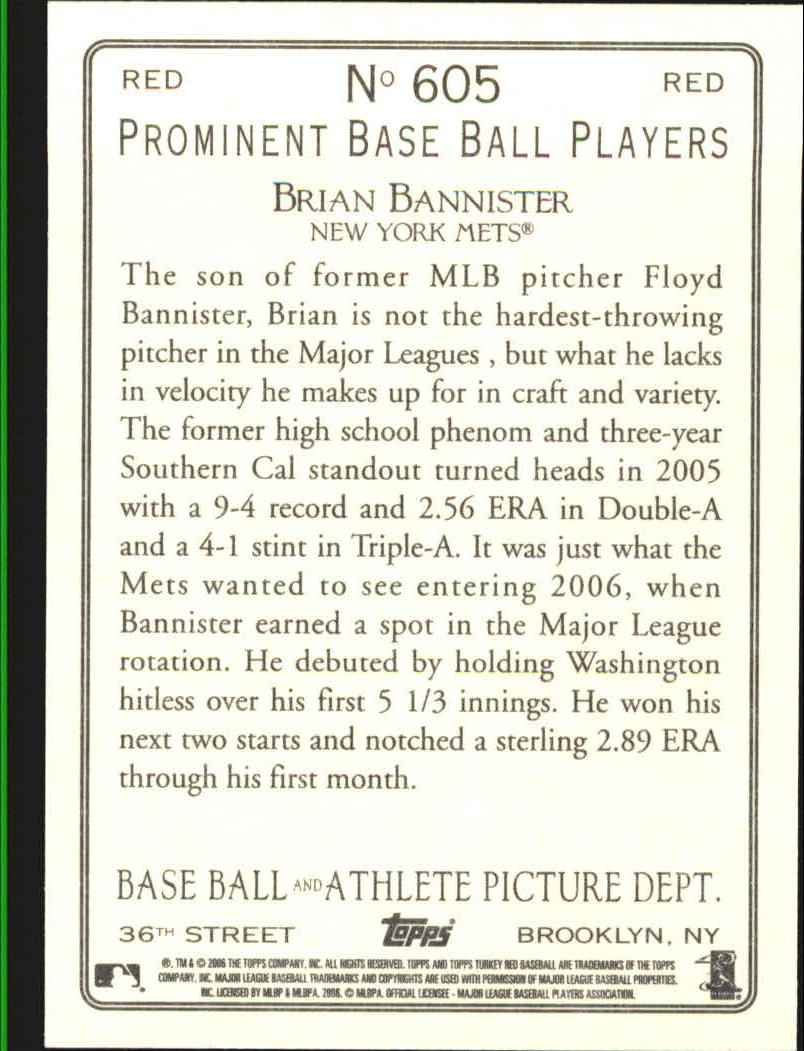 RED Nº 605 RED
PROMINENT BASE BALL PLAYERS
BRIAN BANNISTER
NEW YORK METS®
The son of former MLB pitcher Floyd
Bannister, Brian is not the hardest-throwing
pitcher in the Major Leagues , but what he lacks
in velocity he makes up for in craft and variety.
The former high school phenom and three-year
Southern Cal standout turned heads in 2005
with a 9-4 record and 2.56 ERA in Double-A
and a 4-1 stint in Triple-A. It was just what the
Mets wanted to see entering 2006, when
Bannister earned a spot in the Major League
rotation. He debuted by holding Washington
hitless over his first 5 1/3 innings. He won his
next two starts and notched a sterling 2.89 ERA
through his first month.
BASE BALL AND ATHLETE PICTURE DEPT.
36TH STREET Topps BROOKLYN, NY
®, TM & © 2006 THE TOPPS COMPANY, INC. ALL RIGHTS RESERVED. TOPPS AND TOPPS TURKEY RED BASEBALL ARE TRADEMARKS OF THE TOPPS
COMPANY, INC. MAJOR LEAGUE BASEBALL TRADEMARKS AND COPYRIGHTS ARE USED WITH PERMISSION OF MAJOR LEAGUE BASEBALL PROPERTIES,
INC. LICENSED BY MLBP & MLBPA, 2006. © MLBPA. OFFICIAL LICENSEE - MAJOR LEAGUE BASEBALL PLAYERS ASSOCIATION.